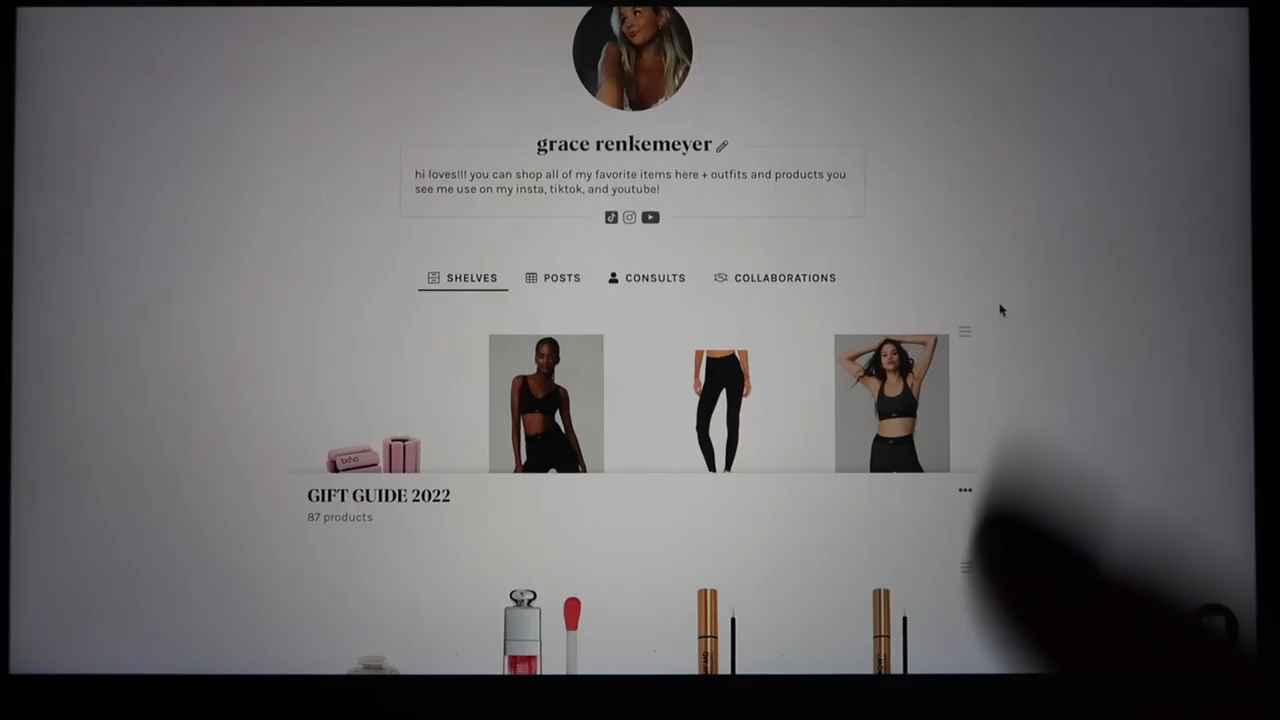 grace renkemeyer
hi loves!!! you can shop all of my favorite items here + outfits and products you
see me use on my insta, tiktok, and youtube!
SHELVES POSTS CONSULTS COLLABORATIONS
bala
GIFT GUIDE 2022
87 products